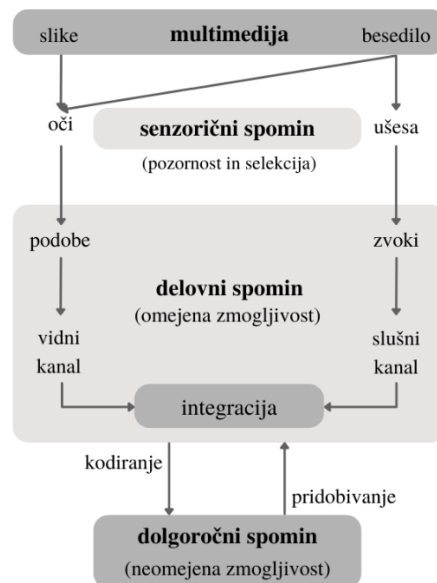 slike multimedija besedilo
oči senzorični spomin ušesa
(pozornost in selekcija)
podobe zvoki
delovni spomin
(omejena zmogljivost)
vidni slušni
kanal kanal
integracija
kodiranje
pridobivanje
dolgoročni spomin
(neomejena zmogljivost)